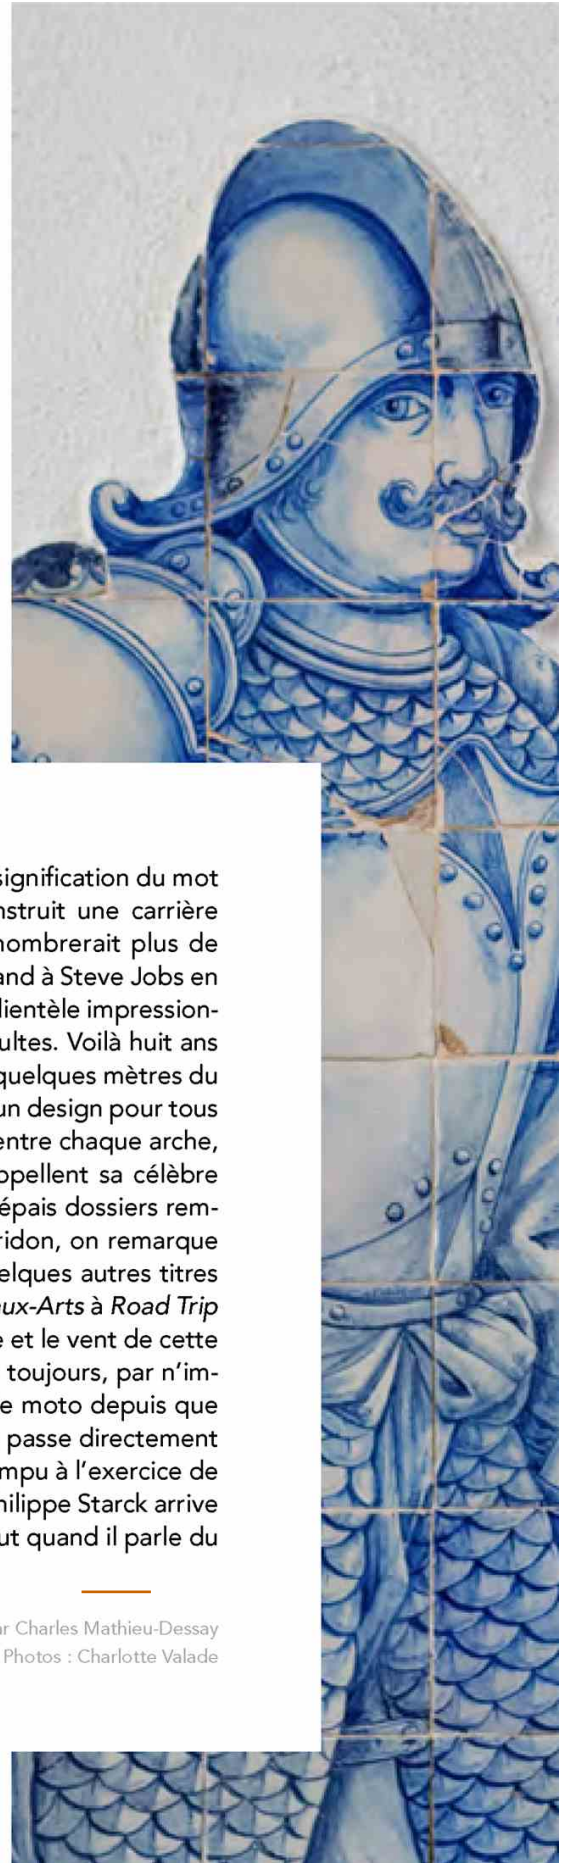 signification du mot
nstruit une carrière
nombrerait plus de
and à Steve Jobs en
lientèle impression-
ultes. Voilà huit ans
quelques mètres du
un design pour tous
entre chaque arche,
ppellent sa célèbre
épais dossiers rem-
ridon, on remarque
elques autres titres
ux-Arts à Road Trip
e et le vent de cette
toujours, par n'im-
e moto depuis que
passe directement
mpu à l'exercice de
hilippe Starck arrive
ut quand il parle du
ar Charles Mathieu-Dessay
Photos : Charlotte Valade